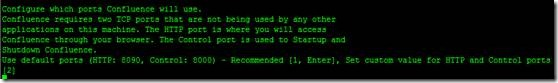 Configure which ports Confluence will use.
Confluence requires two TCP ports that are not being used by any other
applications on this machine. The HTTP port is where you will access
Confluence through your browser. The Control port is used to Startup and
Shutdown Confluence.
Use default ports (HTTP: 8090, Control: 8000) - Recommended [1, Enter], Set custom value for HTTP and Control ports
[2]